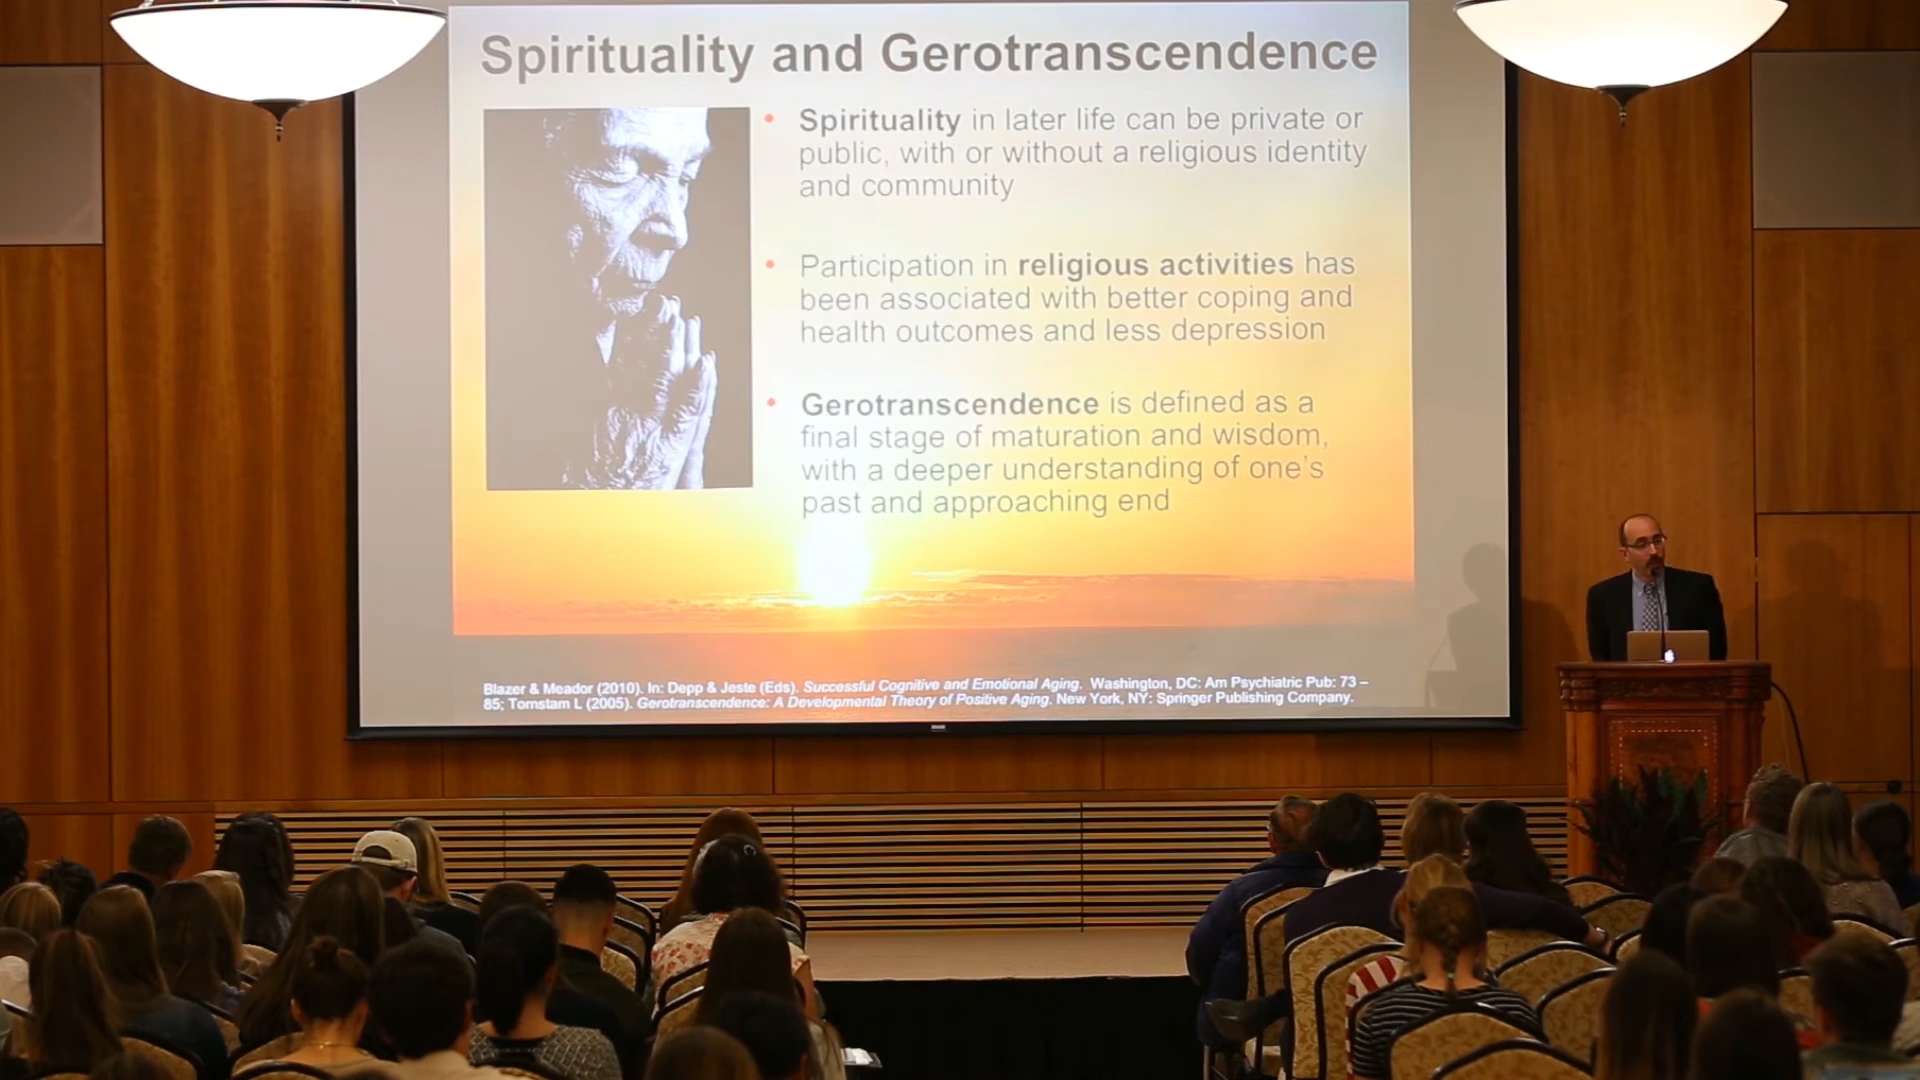 Spirituality and Gerotranscendence
• Spirituality in later life can be private or
public, with or without a religious identity
and community
• Participation in religious activities has
been associated with better coping and
health outcomes and less depression
• Gerotranscendence is defined as a
final stage of maturation and wisdom,
with a deeper understanding of one's
past and approaching end
Blazer & Meador (2010). In: Depp & Jeste (Eds). Successful Cognitive and Emotional Aging. Washington, DC: Am Psychiatric Pub: 73 –
85; Tornstam L (2005). Gerotranscendence: A Developmental Theory of Positive Aging. New York, NY: Springer Publishing Company.